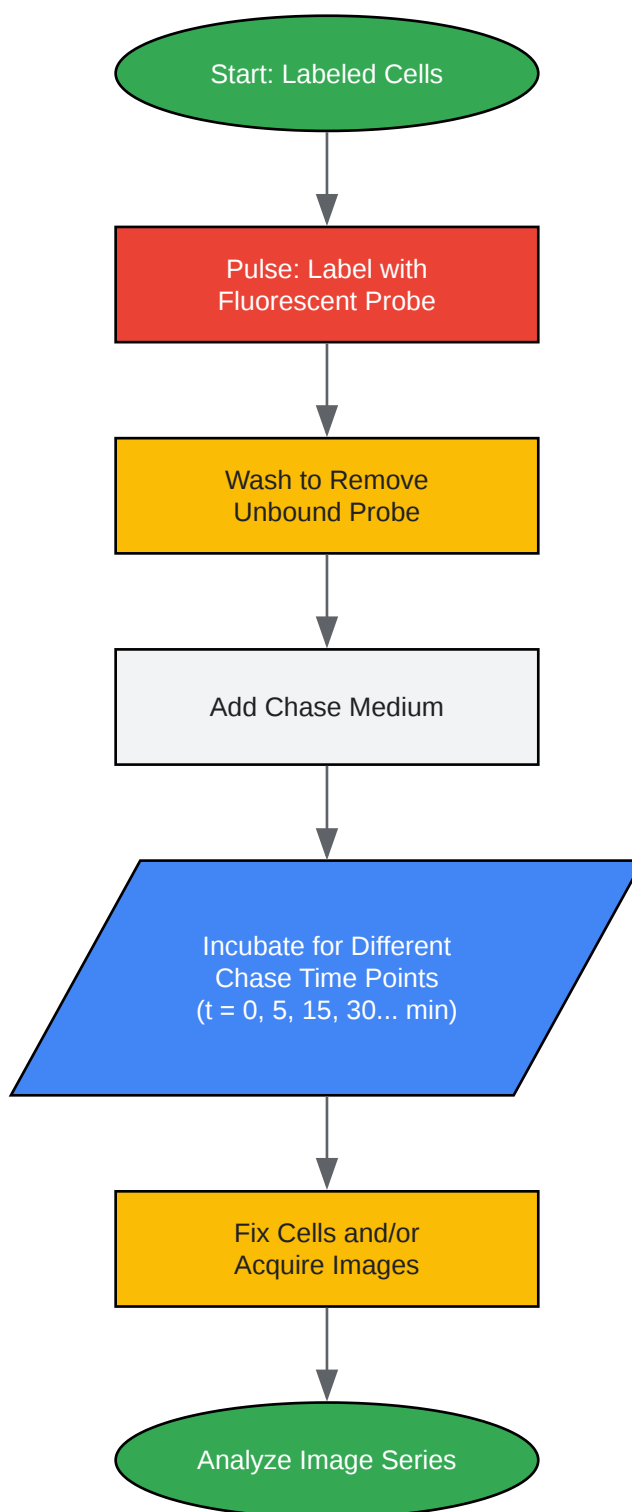 Start: Labeled Cells
Pulse: Label with
Fluorescent Probe
Wash to Remove
Unbound Probe
Add Chase Medium
Incubate for Different
Chase Time Points
(t = 0, 5, 15, 30... min)
Fix Cells and/or
Acquire Images
Analyze Image Series